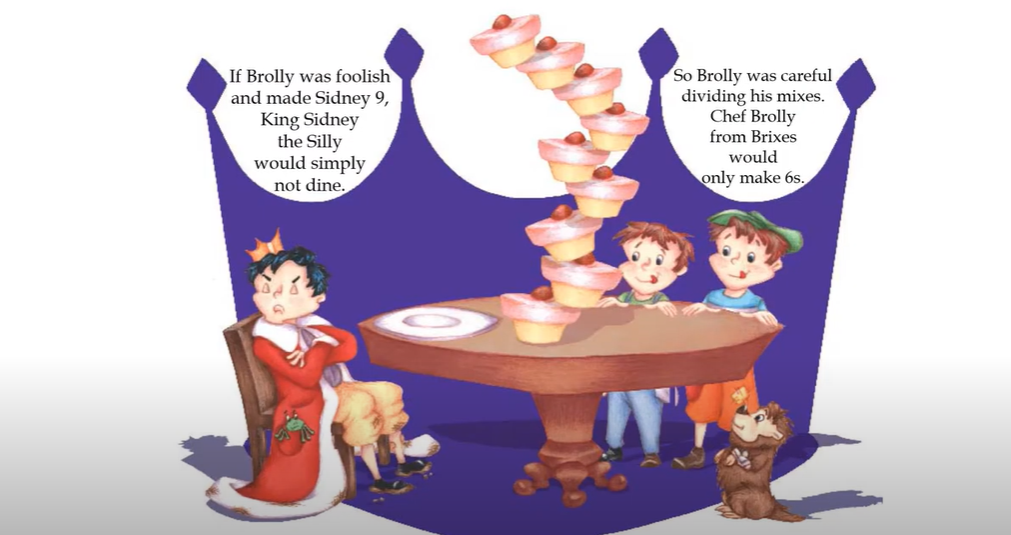 If Brolly was foolish
and made Sidney 9,
King Sidney
the Silly
would simply
not dine.
So Brolly was careful
dividing his mixes.
Chef Brolly
from Brixes
would
only make 6s.